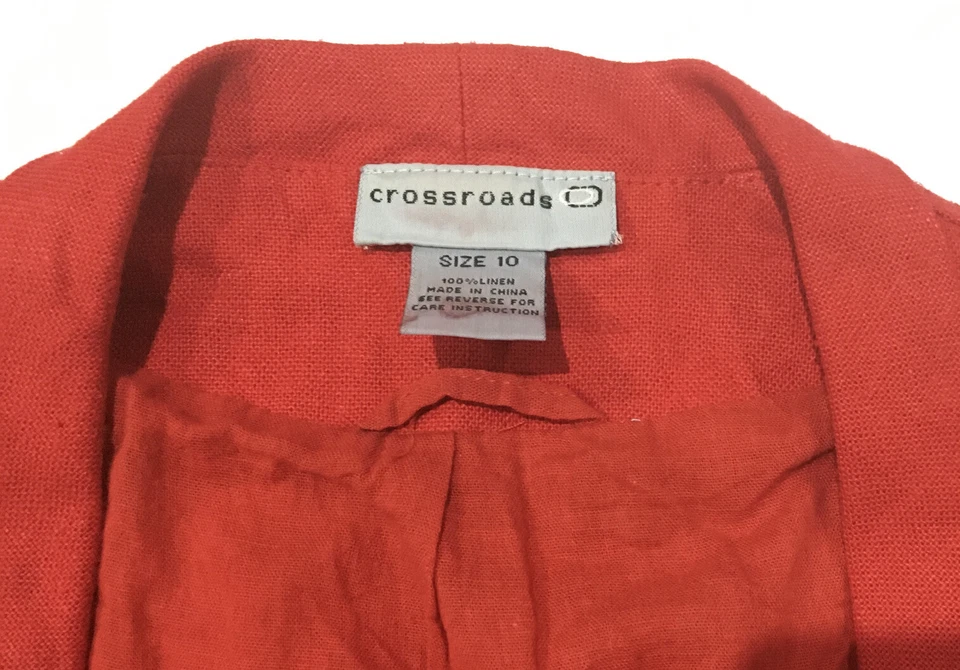 crossroads
SIZE 10
100%LINEN
MADE IN CHINA
SEE REVERSE FOR
CARE INSTRUCTION